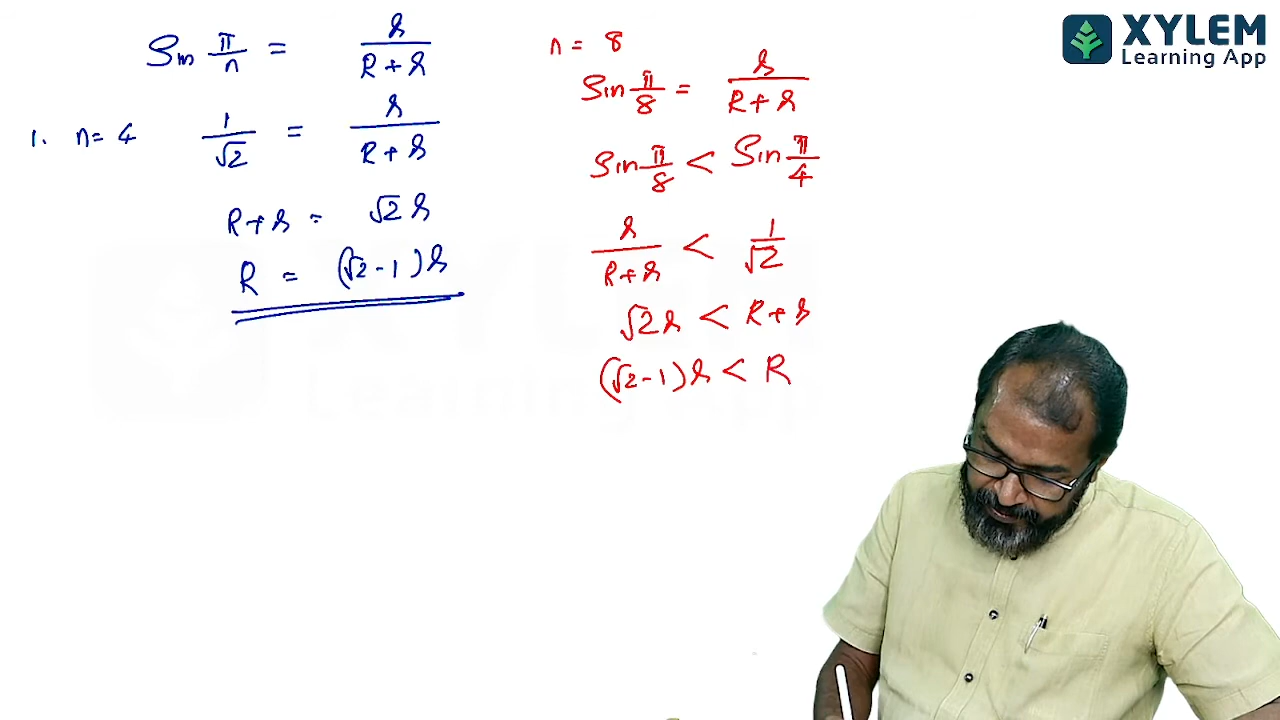 XYLEM
Learning App
Sin π/n = r/(R+r)
1. n=4 1/√2 = r/(R+r)
R+r = √2 r
R = (√2-1) r
n = 8
Sin π/8 = r/(R+r)
Sin π/8 < Sin π/4
r/(R+r) < 1/√2
√2 r < R+r
(√2-1) r < R